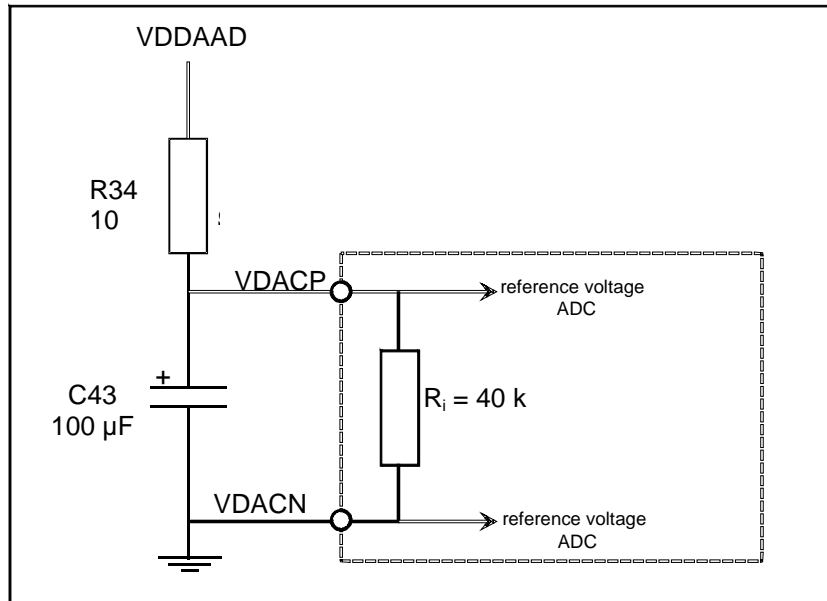 VDDAAD
R34
10
VDACP
reference voltage
ADC
+
C43
100 µF
Ri = 40 k
VDACN
reference voltage
ADC